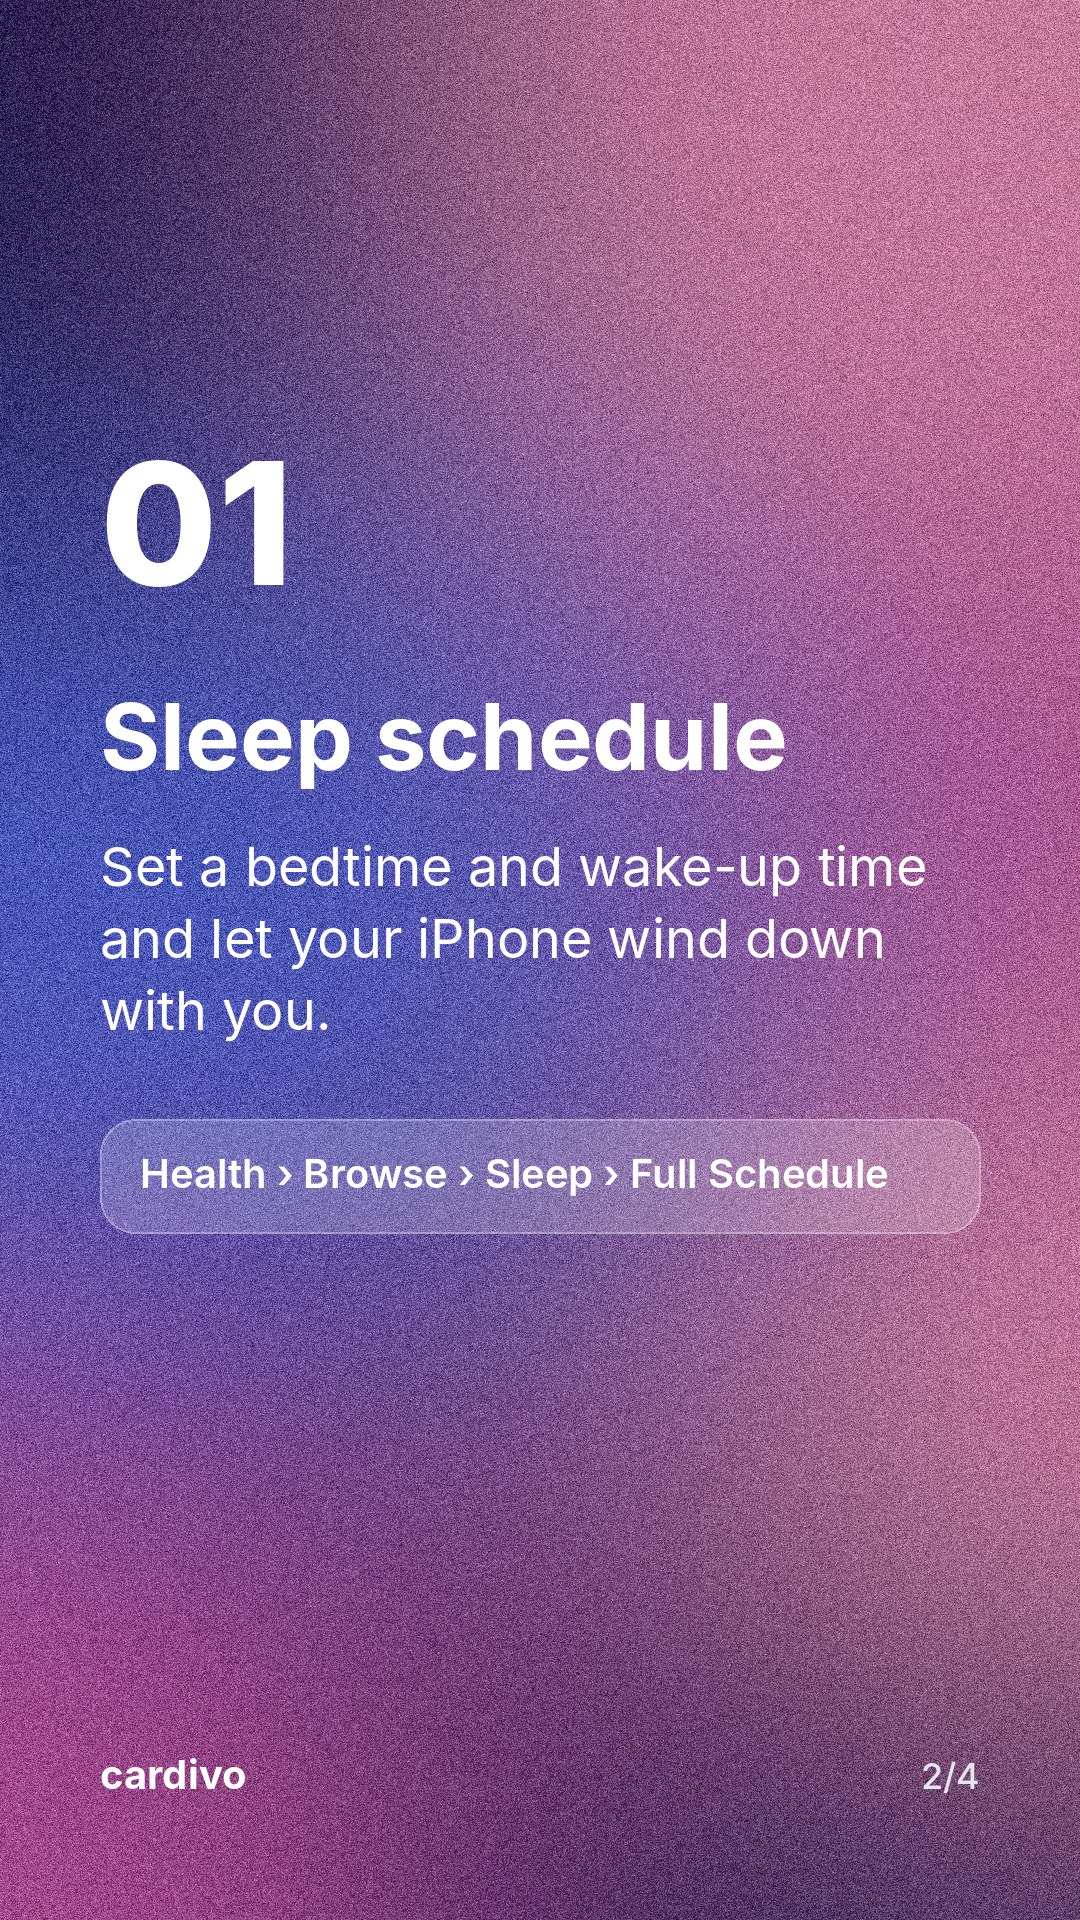 01
Sleep schedule
Set a bedtime and wake-up time
and let your iPhone wind down
with you.
Health › Browse › Sleep › Full Schedule
cardivo
2/4